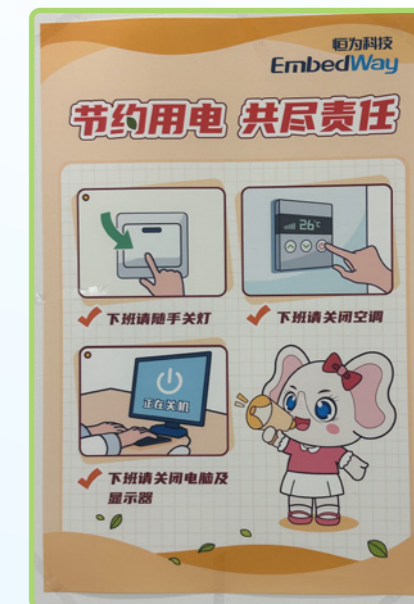 恒为科技
EmbedWay
节约用电 共尽责任
26℃
下班请随手关灯
下班请关闭空调
正在关机
下班请关闭电脑及
显示器